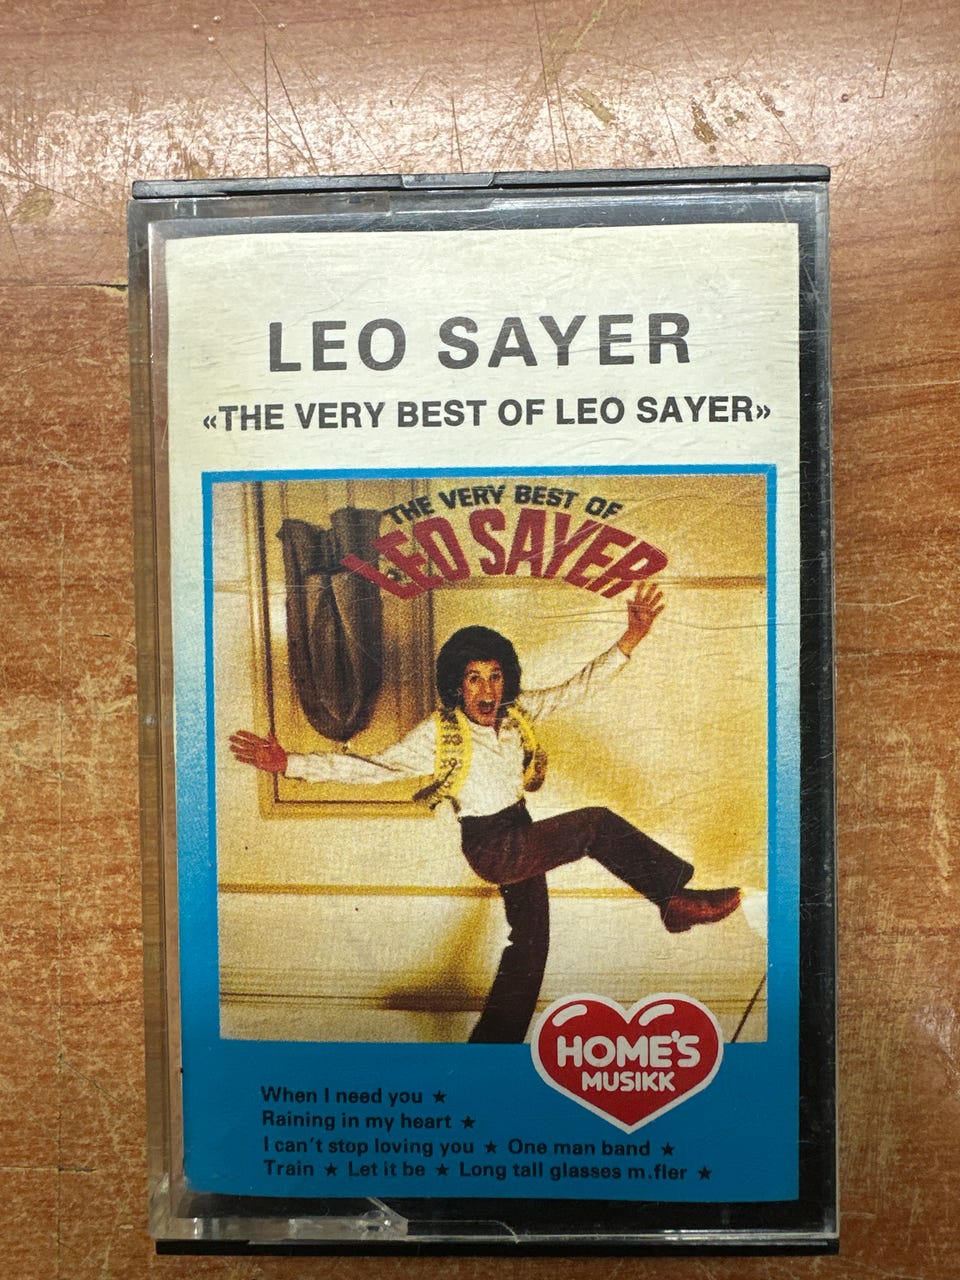 LEO SAYER
«THE VERY BEST OF LEO SAYER»
THE VERY BEST OF
LEO SAYER
HOME'S
MUSIKK
When I need you ★
Raining in my heart ★
I can't stop loving you ★ One man band ★
Train ★ Let it be ★ Long tall glasses m.fler ★